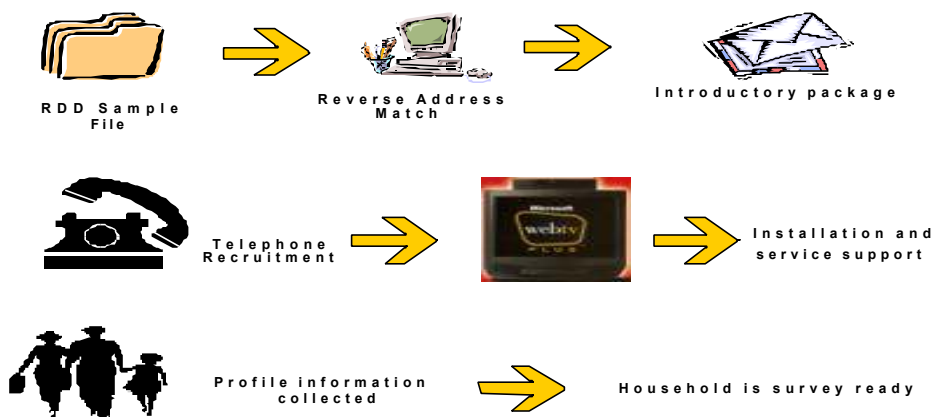 RDD Sample
File
Reverse Address
Match
Introductory package
Telephone
Recruitment
Microsoft
webtv
PLUS
Installation and
service support
Profile information
collected
Household is survey ready